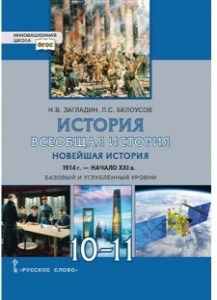 ИННОВАЦИОННАЯ
ШКОЛА
ФГОС
Н.В. ЗАГЛАДИН, Л.С. БЕЛОУСОВ
ИСТОРИЯ
ВСЕОБЩАЯ ИСТОРИЯ
НОВЕЙШАЯ ИСТОРИЯ
1914 г. — НАЧАЛО XXI в.
БАЗОВЫЙ И УГЛУБЛЁННЫЙ УРОВНИ
10-11
«РУССКОЕ СЛОВО»